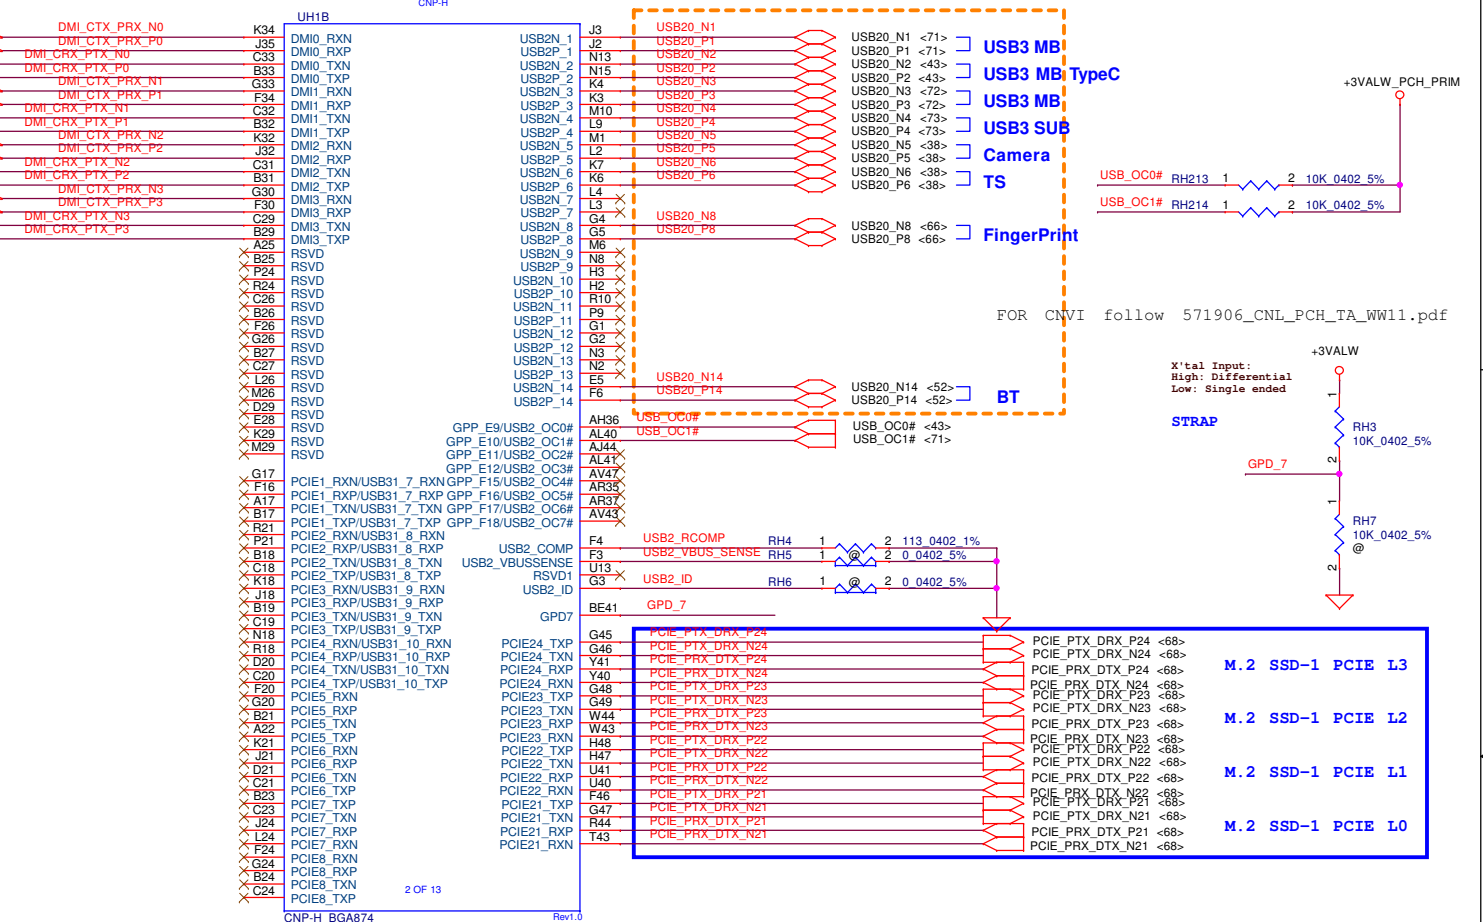 CNP-H
UH1B
DMI_CTX_PRX_N0
DMI_CTX_PRX_P0
DMI_CRX_PTX_N0
DMI_CRX_PTX_P0
DMI_CTX_PRX_N1
DMI_CTX_PRX_P1
DMI_CRX_PTX_N1
DMI_CRX_PTX_P1
DMI_CTX_PRX_N2
DMI_CTX_PRX_P2
DMI_CRX_PTX_N2
DMI_CRX_PTX_P2
DMI_CTX_PRX_N3
DMI_CTX_PRX_P3
DMI_CRX_PTX_N3
DMI_CRX_PTX_P3
K34 DMI0_RXN
J35 DMI0_RXP
C33 DMI0_TXN
B33 DMI0_TXP
G33 DMI1_RXN
F34 DMI1_RXP
C32 DMI1_TXN
B32 DMI1_TXP
K32 DMI2_RXN
J32 DMI2_RXP
C31 DMI2_TXN
B31 DMI2_TXP
G30 DMI3_RXN
F30 DMI3_RXP
C29 DMI3_TXN
B29 DMI3_TXP
A25 RSVD
B25 RSVD
P24 RSVD
R24 RSVD
C26 RSVD
B26 RSVD
F26 RSVD
G26 RSVD
B27 RSVD
C27 RSVD
L26 RSVD
M26 RSVD
D29 RSVD
E28 RSVD
K29 RSVD
M29 RSVD
G17 PCIE1_RXN/USB31_7_RXN
F16 PCIE1_RXP/USB31_7_RXP
A17 PCIE1_TXN/USB31_7_TXN
B17 PCIE1_TXP/USB31_7_TXP
R21 PCIE2_RXN/USB31_8_RXN
P21 PCIE2_RXP/USB31_8_RXP
B18 PCIE2_TXN/USB31_8_TXN
C18 PCIE2_TXP/USB31_8_TXP
K18 PCIE3_RXN/USB31_9_RXN
J18 PCIE3_RXP/USB31_9_RXP
B19 PCIE3_TXN/USB31_9_TXN
C19 PCIE3_TXP/USB31_9_TXP
N18 PCIE4_RXN/USB31_10_RXN
R18 PCIE4_RXP/USB31_10_RXP
D20 PCIE4_TXN/USB31_10_TXN
C20 PCIE4_TXP/USB31_10_TXP
F20 PCIE5_RXN
G20 PCIE5_RXP
B21 PCIE5_TXN
A22 PCIE5_TXP
K21 PCIE6_RXN
J21 PCIE6_RXP
D21 PCIE6_TXN
C21 PCIE6_TXP
B23 PCIE7_TXP
C23 PCIE7_TXN
J24 PCIE7_RXP
L24 PCIE7_RXN
F24 PCIE8_RXN
G24 PCIE8_RXP
B24 PCIE8_TXN
C24 PCIE8_TXP
2 OF 13
CNP-H_BGA874
Rev1.0
USB2N_1 J3 USB20_N1 USB20_N1 <71>
USB2P_1 J2 USB20_P1 USB20_P1 <71>
USB3 MB
USB2N_2 N13 USB20_N2 USB20_N2 <43>
USB2P_2 N15 USB20_P2 USB20_P2 <43>
USB3 MB TypeC
USB2N_3 K4 USB20_N3 USB20_N3 <72>
USB2P_3 K3 USB20_P3 USB20_P3 <72>
USB3 MB
USB2N_4 M10 USB20_N4 USB20_N4 <73>
USB2P_4 L9 USB20_P4 USB20_P4 <73>
USB3 SUB
USB2N_5 M1 USB20_N5 USB20_N5 <38>
USB2P_5 L2 USB20_P5 USB20_P5 <38>
Camera
USB2N_6 K7 USB20_N6 USB20_N6 <38>
USB2P_6 K6 USB20_P6 USB20_P6 <38>
TS
USB2N_7 L4
USB2P_7 L3
USB2N_8 G4 USB20_N8 USB20_N8 <66>
USB2P_8 G5 USB20_P8 USB20_P8 <66>
FingerPrint
USB2N_9 M6
USB2P_9 N8
USB2N_10 H3
USB2P_10 H2
USB2N_11 R10
USB2P_11 P9
USB2N_12 G1
USB2P_12 G2
USB2N_13 N3
USB2P_13 N2
USB2N_14 E5 USB20_N14 USB20_N14 <52>
USB2P_14 F6 USB20_P14 USB20_P14 <52>
BT
GPP_E9/USB2_OC0# AH36 USB_OC0# USB_OC0# <43>
GPP_E10/USB2_OC1# AL40 USB_OC1# USB_OC1# <71>
GPP_E11/USB2_OC2# AJ44
GPP_E12/USB2_OC3# AL41
GPP_F15/USB2_OC4# AV47
GPP_F16/USB2_OC5# AR35
GPP_F17/USB2_OC6# AR37
GPP_F18/USB2_OC7# AV43
USB2_COMP F4 USB2_RCOMP RH4 1 2 113_0402_1%
USB2_VBUSSENSE F3 USB2_VBUS_SENSE RH5 1 @ 2 0_0402_5%
RSVD1 U13
USB2_ID G3 USB2_ID RH6 1 @ 2 0_0402_5%
GPD7 BE41 GPD_7
PCIE24_TXP G45 PCIE_PTX_DRX_P24 PCIE_PTX_DRX_P24 <68>
PCIE24_TXN G46 PCIE_PTX_DRX_N24 PCIE_PTX_DRX_N24 <68>
PCIE24_RXP Y41 PCIE_PRX_DTX_P24 PCIE_PRX_DTX_P24 <68>
PCIE24_RXN Y40 PCIE_PRX_DTX_N24 PCIE_PRX_DTX_N24 <68>
M.2 SSD-1 PCIE L3
PCIE23_TXP G48 PCIE_PTX_DRX_P23 PCIE_PTX_DRX_P23 <68>
PCIE23_TXN G49 PCIE_PTX_DRX_N23 PCIE_PTX_DRX_N23 <68>
PCIE23_RXP W44 PCIE_PRX_DTX_P23 PCIE_PRX_DTX_P23 <68>
PCIE23_RXN W43 PCIE_PRX_DTX_N23 PCIE_PRX_DTX_N23 <68>
M.2 SSD-1 PCIE L2
PCIE22_TXP H48 PCIE_PTX_DRX_P22 PCIE_PTX_DRX_P22 <68>
PCIE22_TXN H47 PCIE_PTX_DRX_N22 PCIE_PTX_DRX_N22 <68>
PCIE22_RXP U41 PCIE_PRX_DTX_P22 PCIE_PRX_DTX_P22 <68>
PCIE22_RXN U40 PCIE_PRX_DTX_N22 PCIE_PRX_DTX_N22 <68>
M.2 SSD-1 PCIE L1
PCIE21_TXP F46 PCIE_PTX_DRX_P21 PCIE_PTX_DRX_P21 <68>
PCIE21_TXN G47 PCIE_PTX_DRX_N21 PCIE_PTX_DRX_N21 <68>
PCIE21_RXP R44 PCIE_PRX_DTX_P21 PCIE_PRX_DTX_P21 <68>
PCIE21_RXN T43 PCIE_PRX_DTX_N21 PCIE_PRX_DTX_N21 <68>
M.2 SSD-1 PCIE L0
+3VALW_PCH_PRIM
USB_OC0# RH213 1 2 10K_0402_5%
USB_OC1# RH214 1 2 10K_0402_5%
FOR CNVI follow 571906_CNL_PCH_TA_WW11.pdf
+3VALW
X'tal Input:
High: Differential
Low: Single ended
STRAP
1
RH3
10K_0402_5%
2
GPD_7
1
RH7
10K_0402_5%
@
2